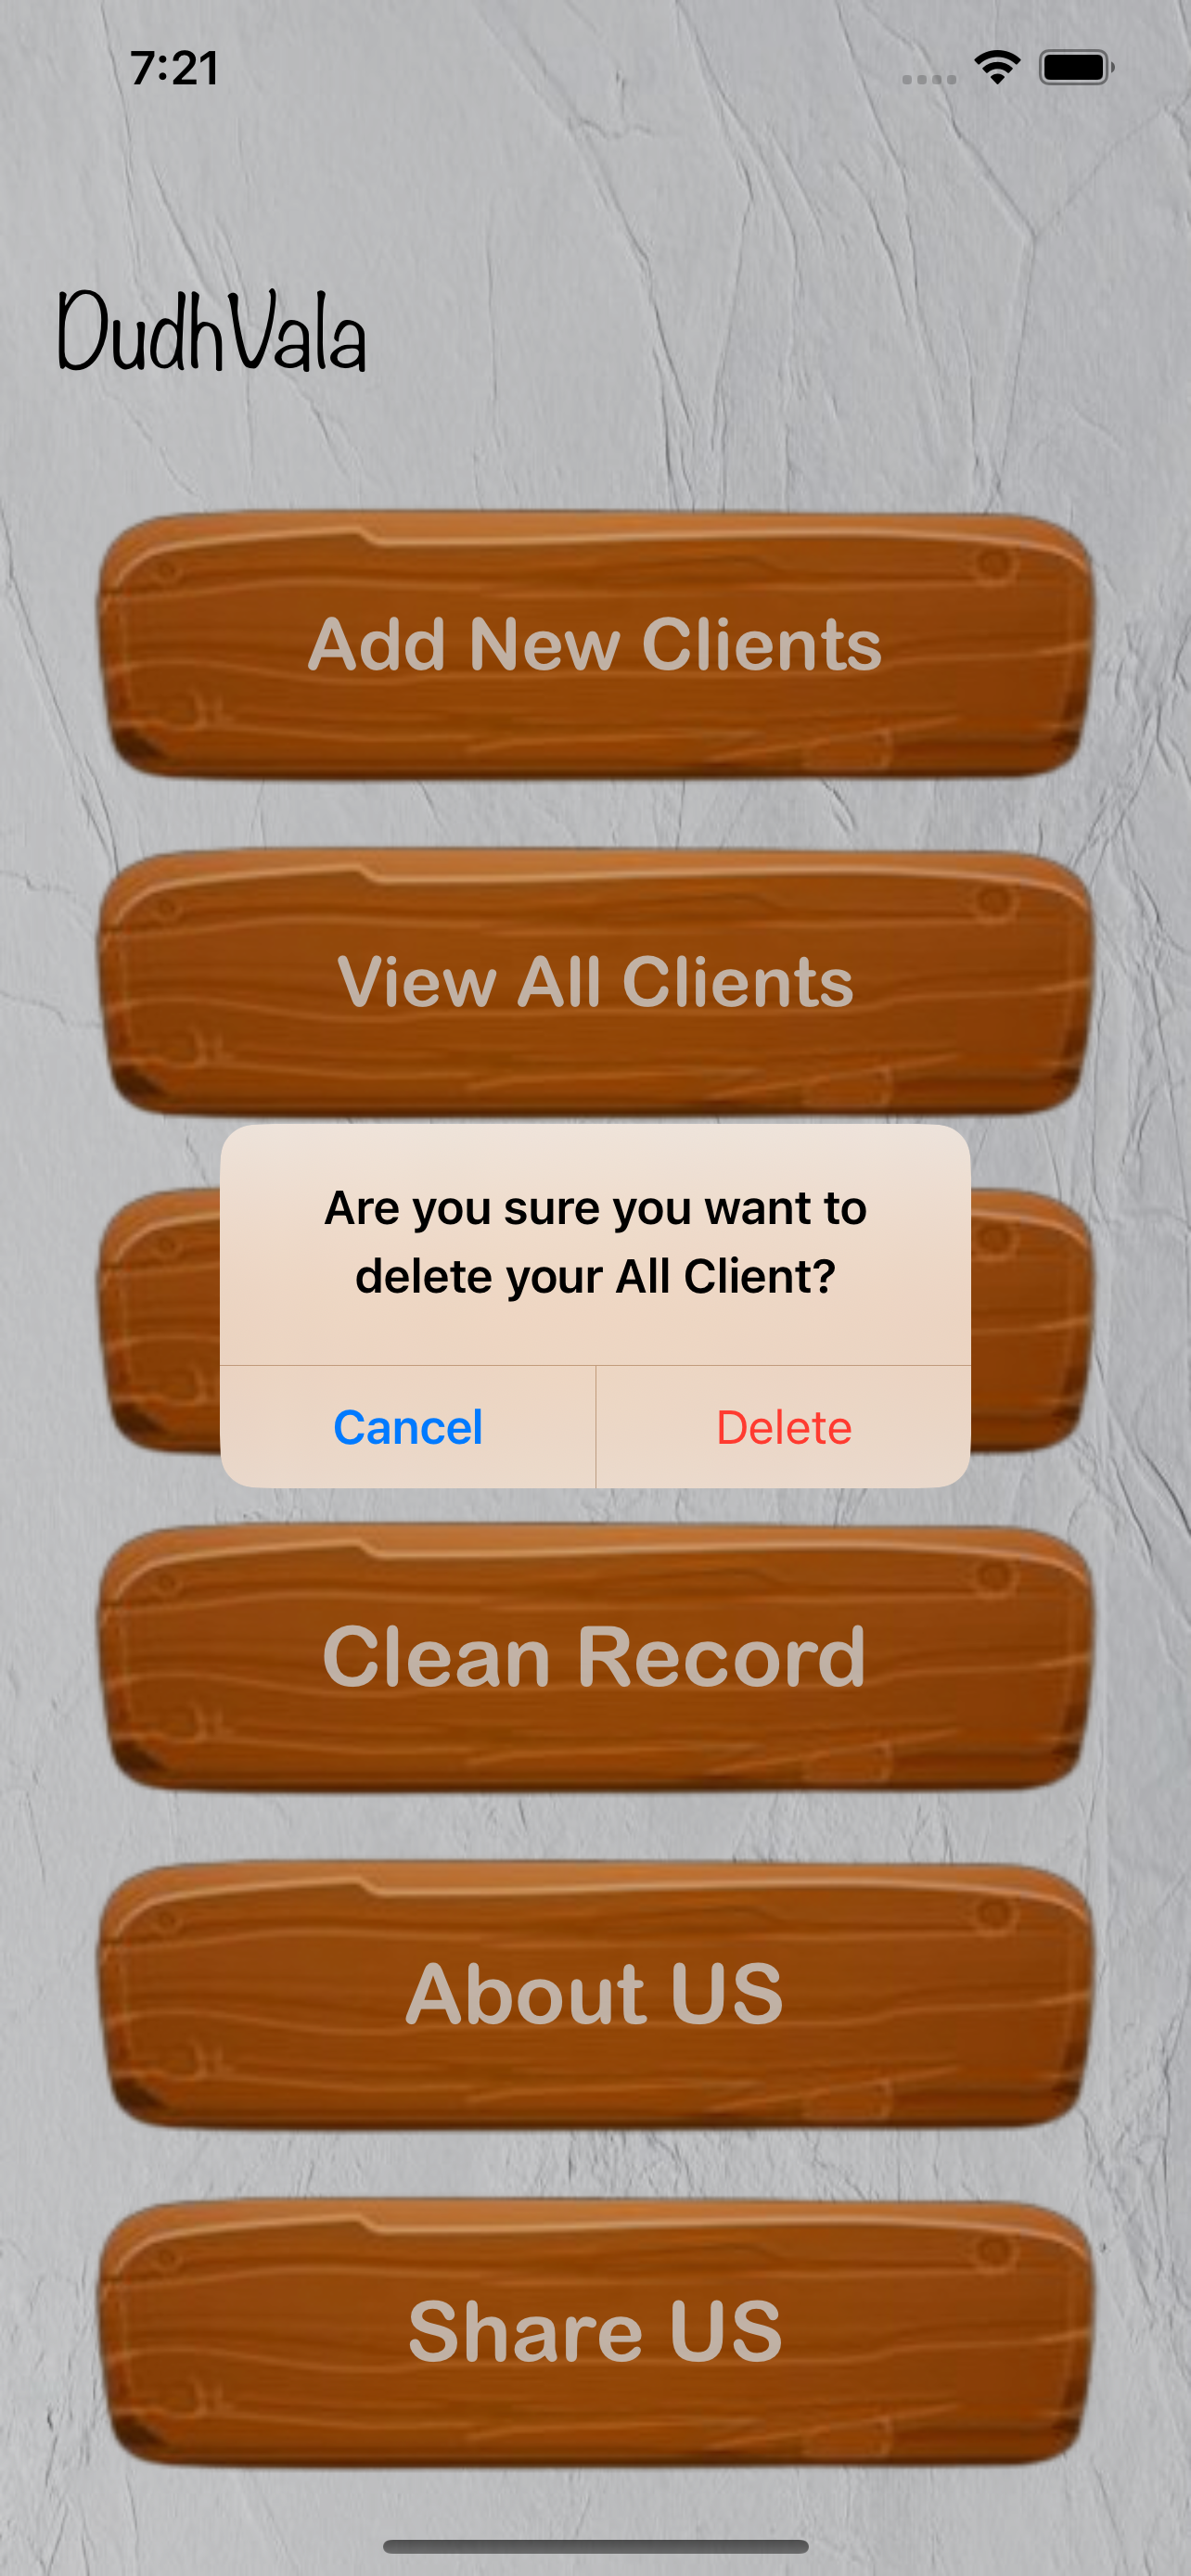 7:21
DudhVala
Add New Clients
View All Clients
Are you sure you want to
delete your All Client?
Cancel
Delete
Clean Record
About US
Share US